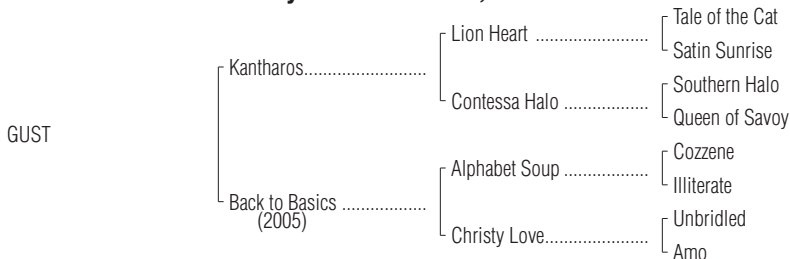 Tale of the Cat
Lion Heart ........................
Satin Sunrise
Kantharos..........................
Southern Halo
Contessa Halo ..................
Queen of Savoy
GUST
Cozzene
Alphabet Soup ..................
Illiterate
Back to Basics ..................
(2005)
Unbridled
Christy Love......................
Amo